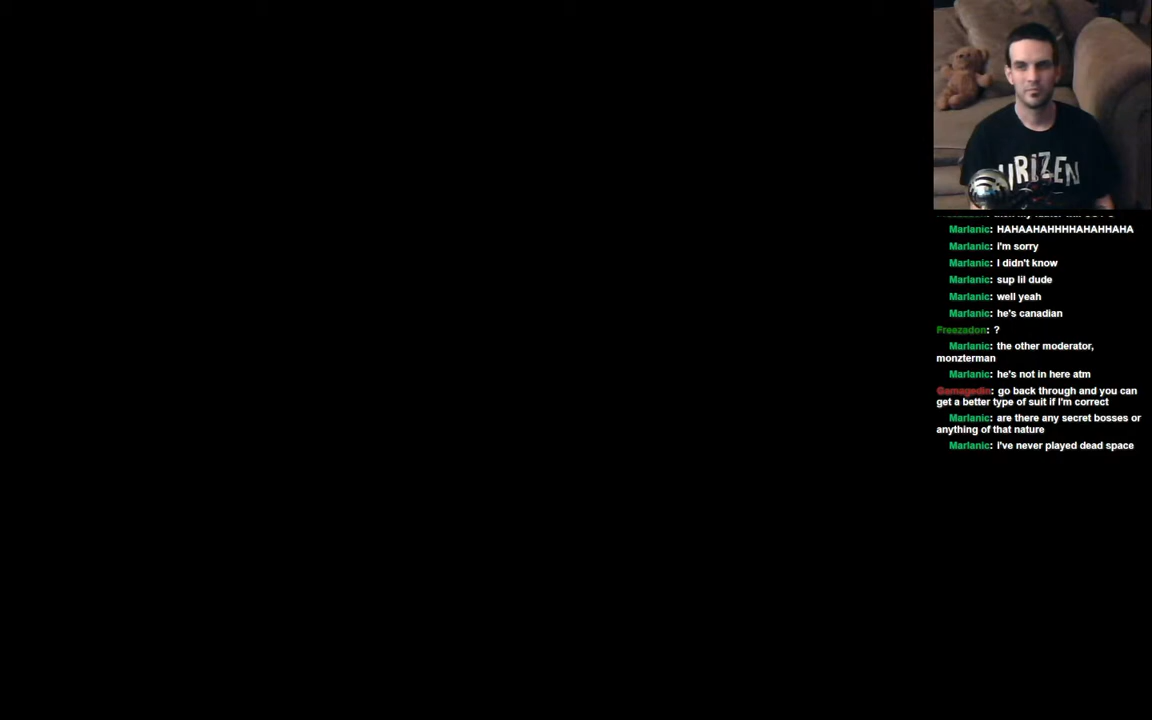 URIZEN
Marlanic: HAHAAHAHHHHAHAHHAHA
Marlanic: i'm sorry
Marlanic: I didn't know
Marlanic: sup lil dude
Marlanic: well yeah
Marlanic: he's canadian
Freezadon: ?
Marlanic: the other moderator,
monzterman
Marlanic: he's not in here atm
Gamagedin: go back through and you can
get a better type of suit if I'm correct
Marlanic: are there any secret bosses or
anything of that nature
Marlanic: i've never played dead space